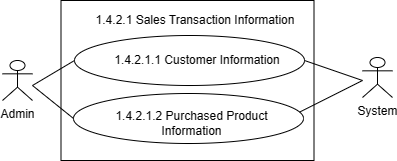 1.4.2.1 Sales Transaction Information
1.4.2.1.1 Customer Information
Admin
System
1.4.2.1.2 Purchased Product
Information